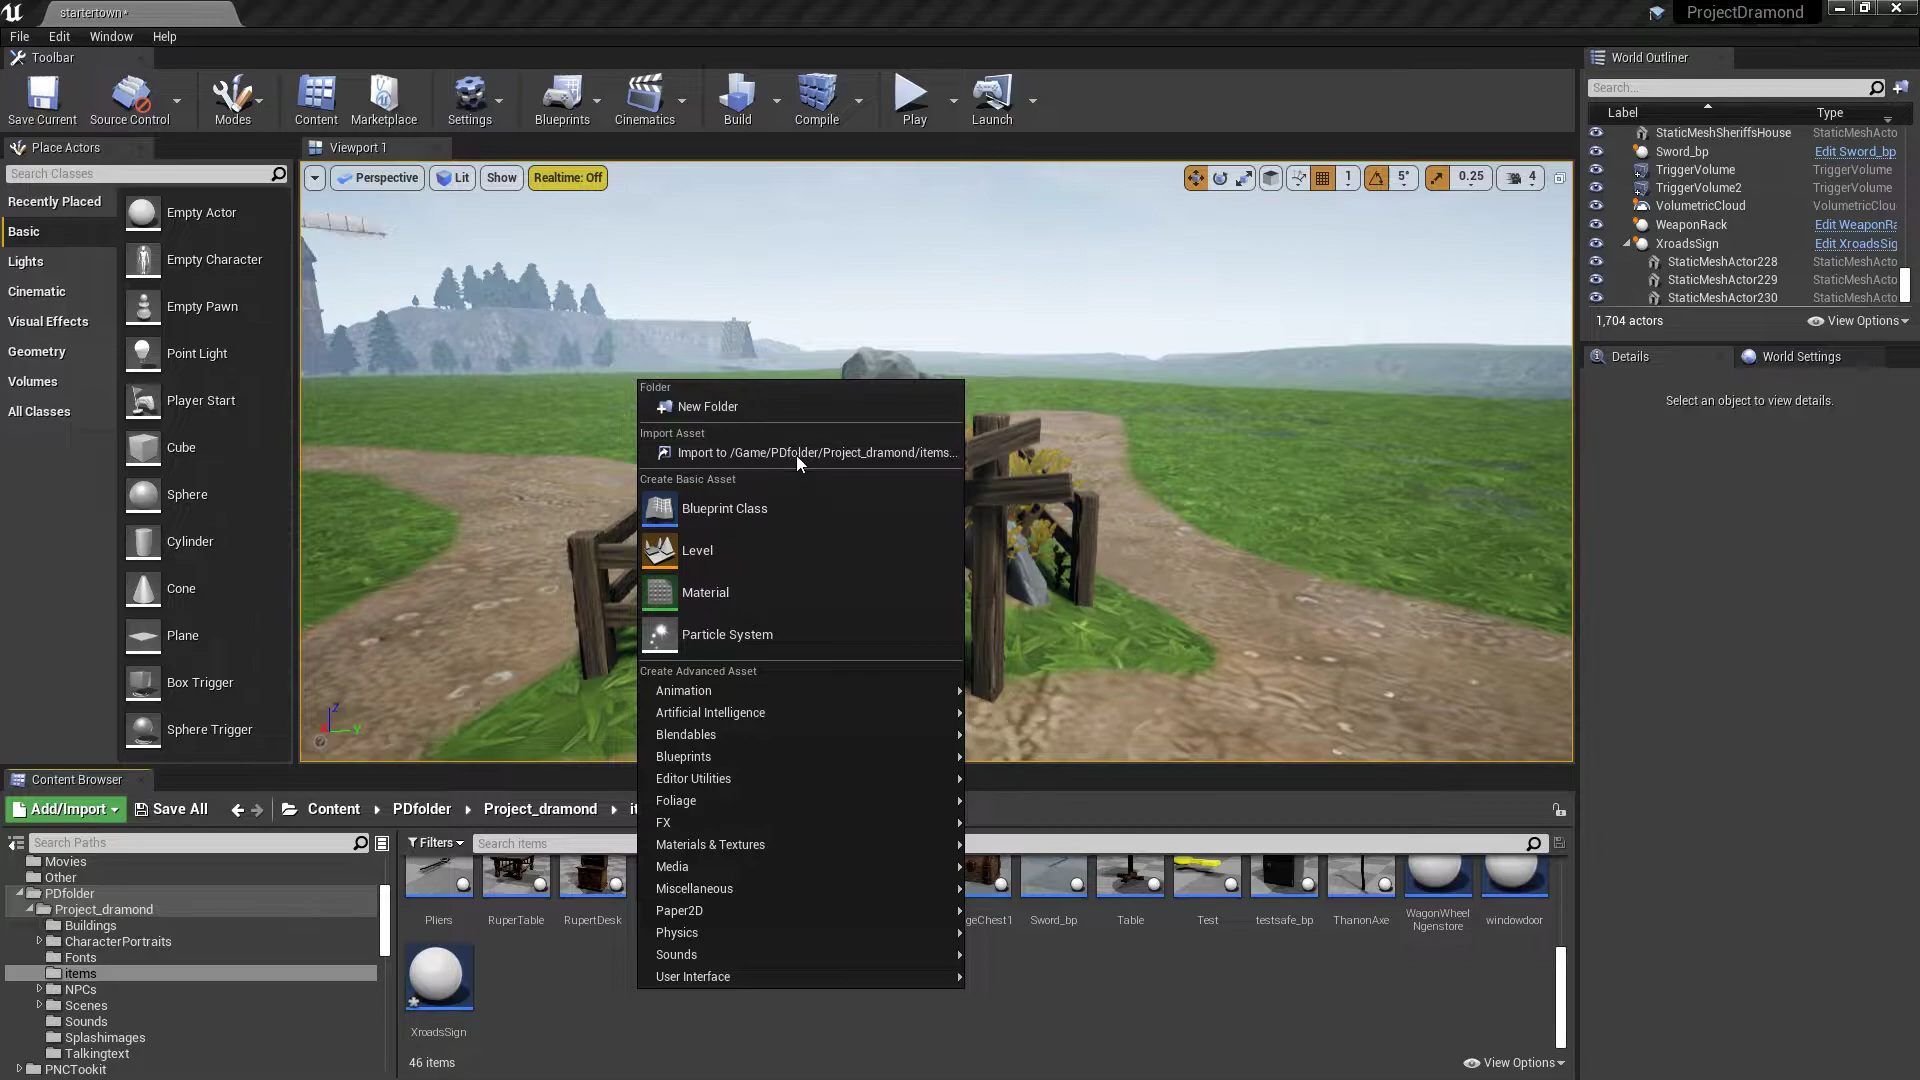 startertown*
ProjectDramond
File Edit Window Help
Toolbar
World Outliner
Save Current
Source Control
Modes
Content
Marketplace
Settings
Blueprints
Cinematics
Build
Compile
Play
Launch
Search...
Label
Type
StaticMeshSheriffsHouse StaticMeshActo
Sword_bp Edit Sword_bp
TriggerVolume TriggerVolume
TriggerVolume2 TriggerVolume
VolumetricCloud VolumetricClou
WeaponRack Edit WeaponRa
XroadsSign Edit XroadsSig
StaticMeshActor228 StaticMeshActo
StaticMeshActor229 StaticMeshActo
StaticMeshActor230 StaticMeshActo
1,704 actors
View Options
Place Actors
Viewport 1
Search Classes
Recently Placed
Basic
Lights
Cinematic
Visual Effects
Geometry
Volumes
All Classes
Empty Actor
Empty Character
Empty Pawn
Point Light
Player Start
Cube
Sphere
Cylinder
Cone
Plane
Box Trigger
Sphere Trigger
Perspective
Lit
Show
Realtime: Off
1
5°
0.25
4
Details
World Settings
Select an object to view details.
Folder
New Folder
Import Asset
Import to /Game/PDfolder/Project_dramond/items...
Create Basic Asset
Blueprint Class
Level
Material
Particle System
Create Advanced Asset
Animation
Artificial Intelligence
Blendables
Blueprints
Editor Utilities
Foliage
FX
Materials & Textures
Media
Miscellaneous
Paper2D
Physics
Sounds
User Interface
Z
Y
Content Browser
Add/Import
Save All
Content
PDfolder
Project_dramond
it
Search Paths
Filters
Search items
Movies
Other
PDfolder
Project_dramond
Buildings
CharacterPortraits
Fonts
items
NPCs
Scenes
Sounds
Splashimages
Talkingtext
PNCTookit
Pliers
RuperTable
RupertDesk
geChest1
Sword_bp
Table
Test
testsafe_bp
ThanonAxe
WagonWheel
Ngenstore
windowdoor
XroadsSign
46 items
View Options